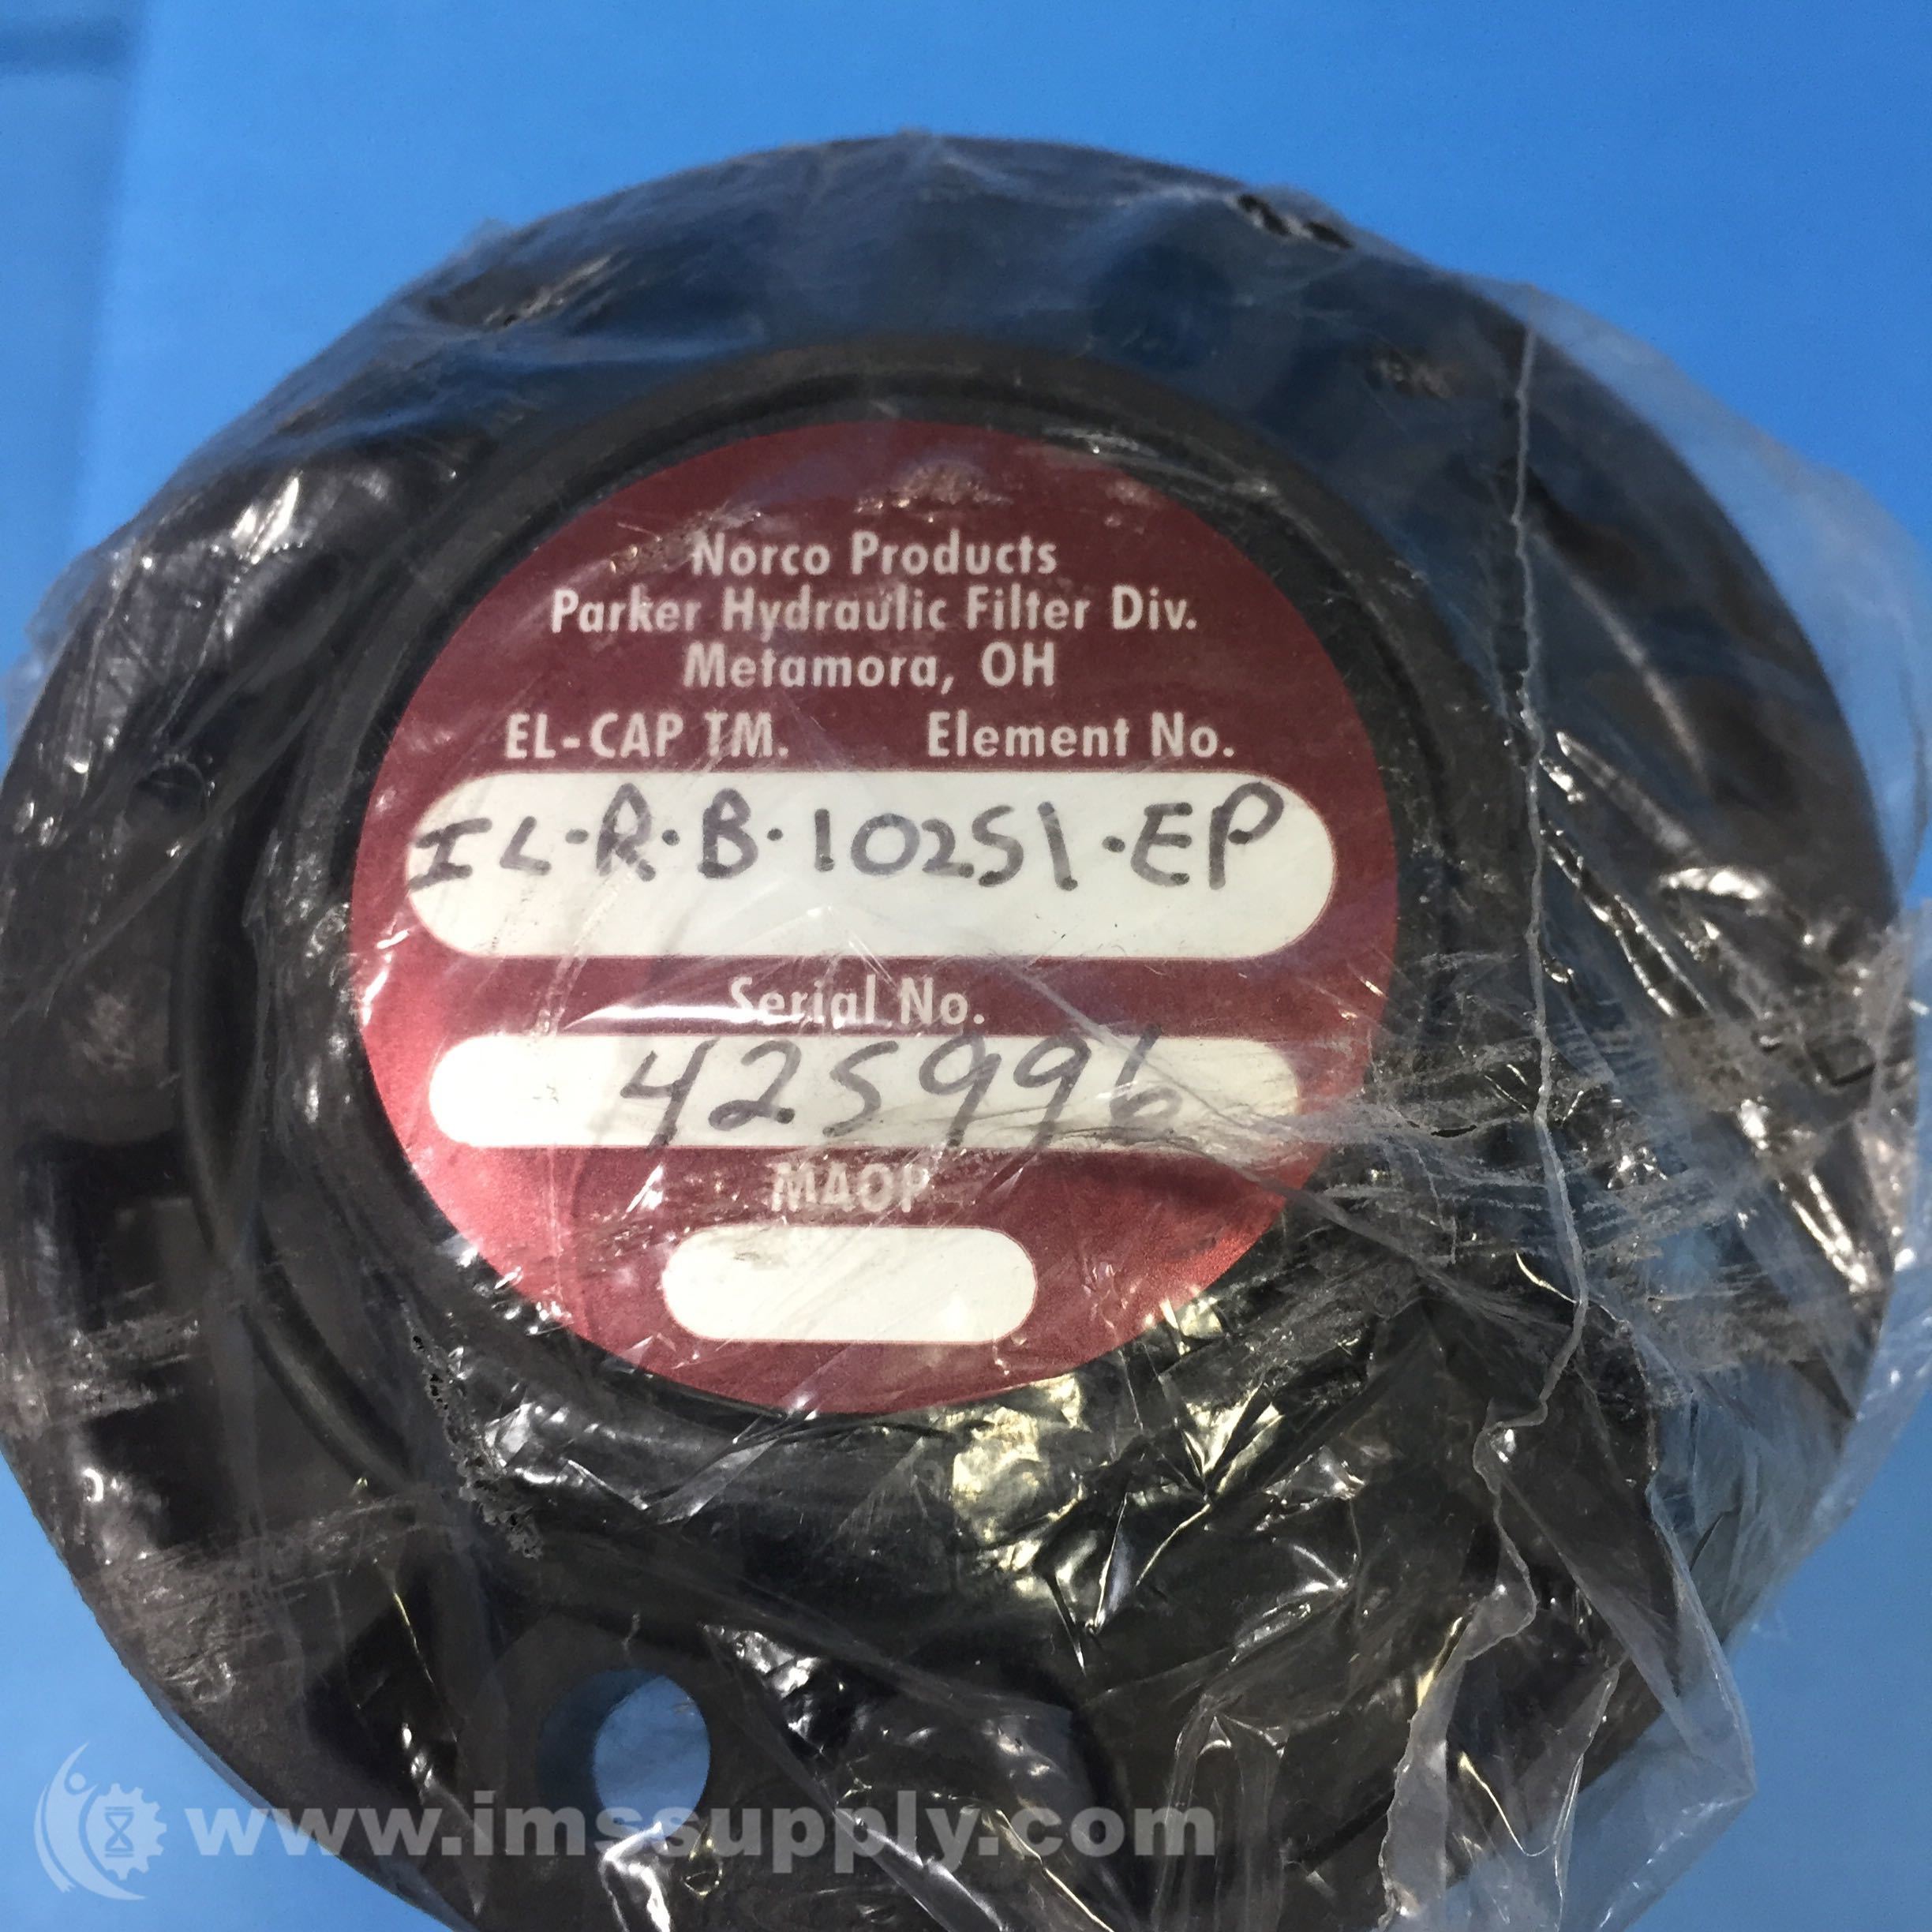 Norco Products
Parker Hydraulic Filter Div.
Metamora, OH
EL-CAP TM. Element No.
IL·R·B·10251·EP
Serial No.
425996
MAOP
www.imssupply.com